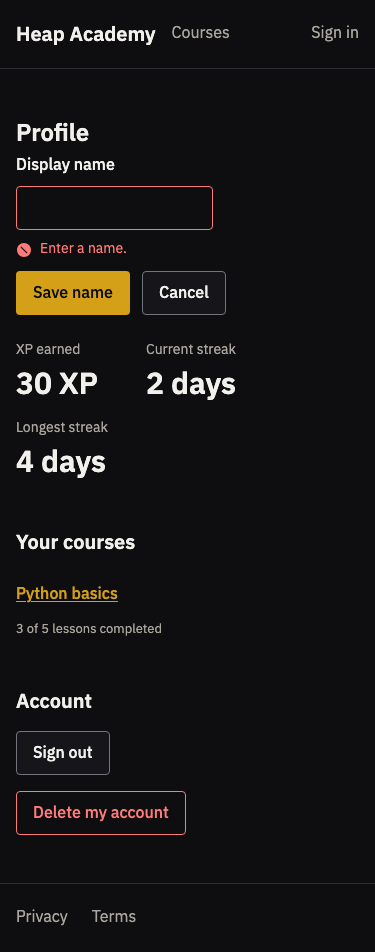 Heap Academy Courses Sign in
Profile
Display name
Enter a name.
Save name Cancel
XP earned Current streak
30 XP 2 days
Longest streak
4 days
Your courses
Python basics
3 of 5 lessons completed
Account
Sign out
Delete my account
Privacy Terms